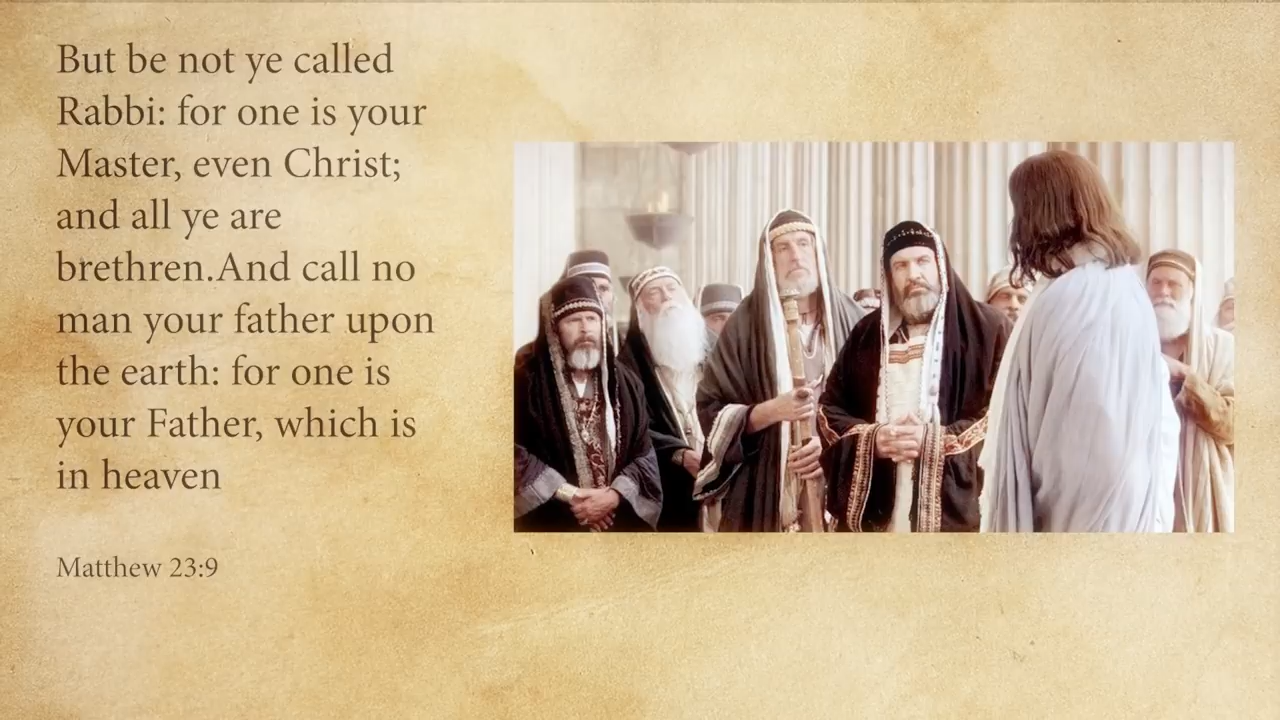 But be not ye called
Rabbi: for one is your
Master, even Christ;
and all ye are
brethren.And call no
man your father upon
the earth: for one is
your Father, which is
in heaven
Matthew 23:9